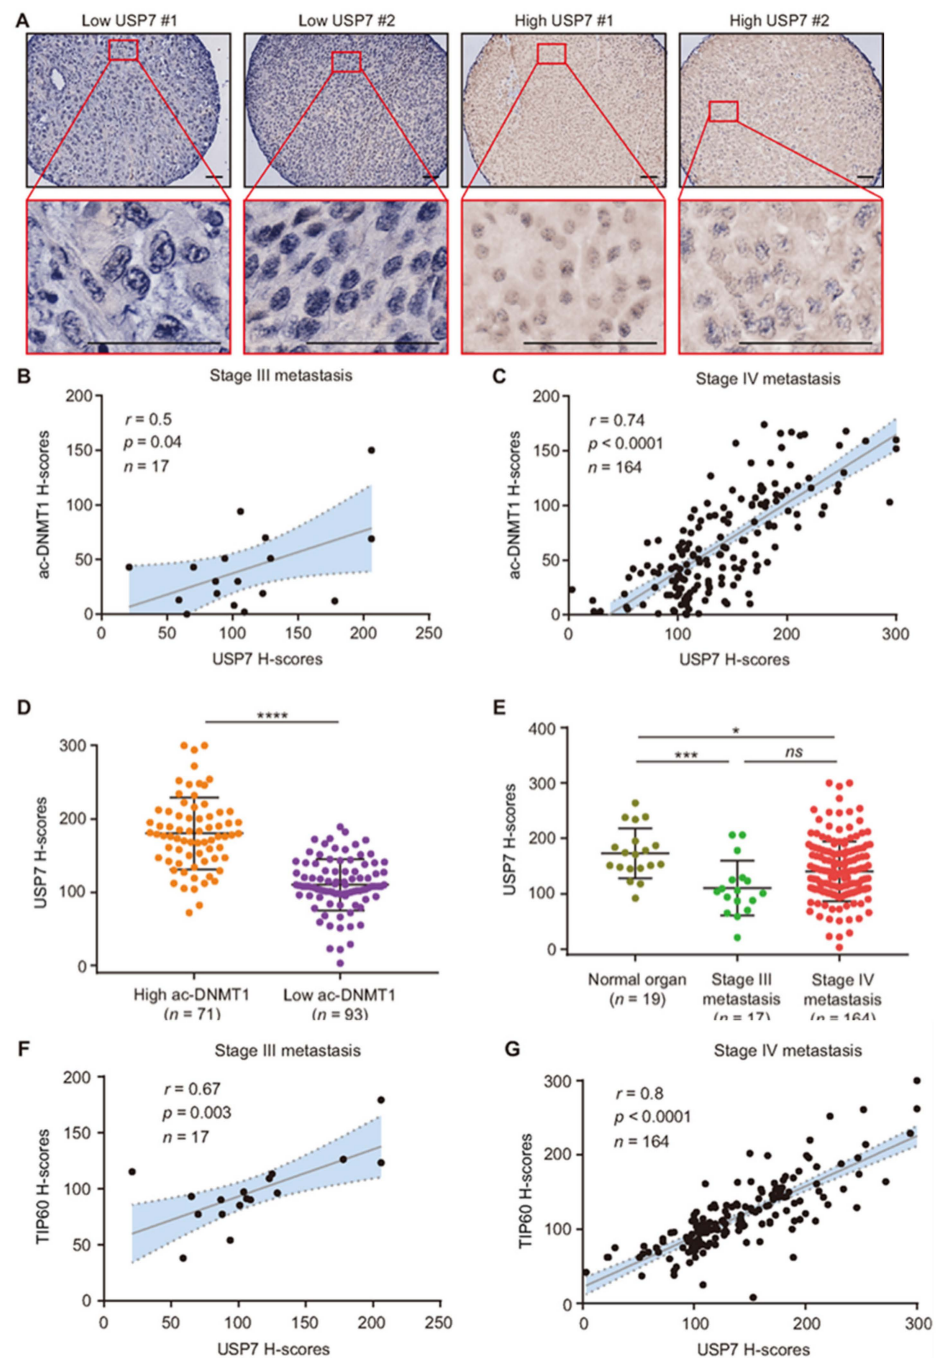 A
Low USP7 #1
Low USP7 #2
High USP7 #1
High USP7 #2
B
Stage III metastasis
r = 0.5
p = 0.04
n = 17
ac-DNMT1 H-scores
200
150
100
50
0
0 50 100 150 200 250
USP7 H-scores
C
Stage IV metastasis
r = 0.74
p < 0.0001
n = 164
ac-DNMT1 H-scores
200
150
100
50
0
0 100 200 300
USP7 H-scores
D
****
USP7 H-scores
300
200
100
0
High ac-DNMT1
(n = 71)
Low ac-DNMT1
(n = 93)
E
*
***
ns
USP7 H-scores
400
300
200
100
0
Normal organ
(n = 19)
Stage III
metastasis
(n = 17)
Stage IV
metastasis
(n = 164)
F
Stage III metastasis
r = 0.67
p = 0.003
n = 17
TIP60 H-scores
200
150
100
50
0
0 50 100 150 200 250
USP7 H-scores
G
Stage IV metastasis
r = 0.8
p < 0.0001
n = 164
TIP60 H-scores
300
200
100
0
0 100 200 300
USP7 H-scores